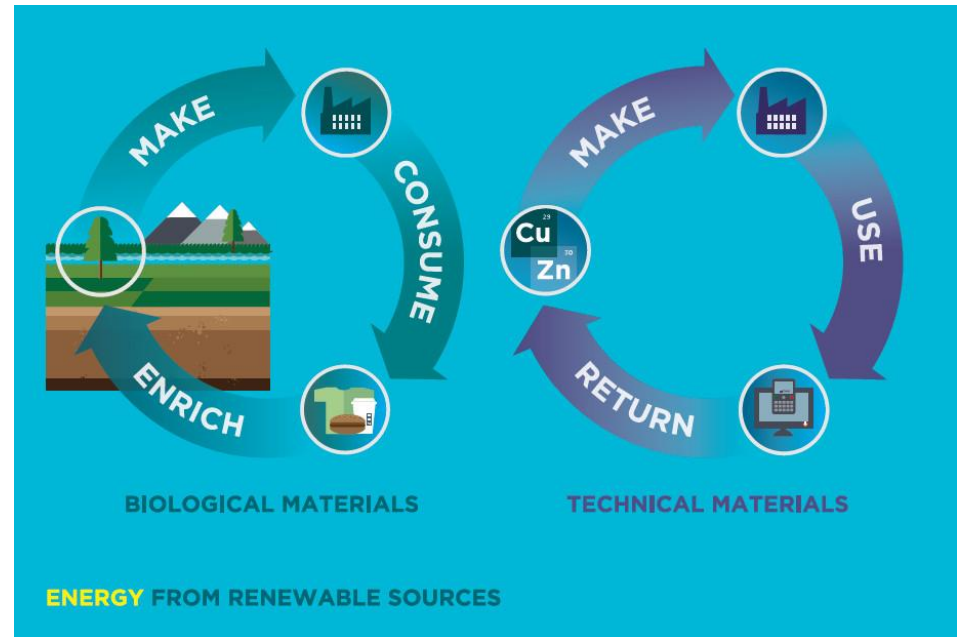 MAKE
CONSUME
ENRICH
MAKE
29
Cu
30
Zn
USE
RETURN
BIOLOGICAL MATERIALS
TECHNICAL MATERIALS
ENERGY FROM RENEWABLE SOURCES